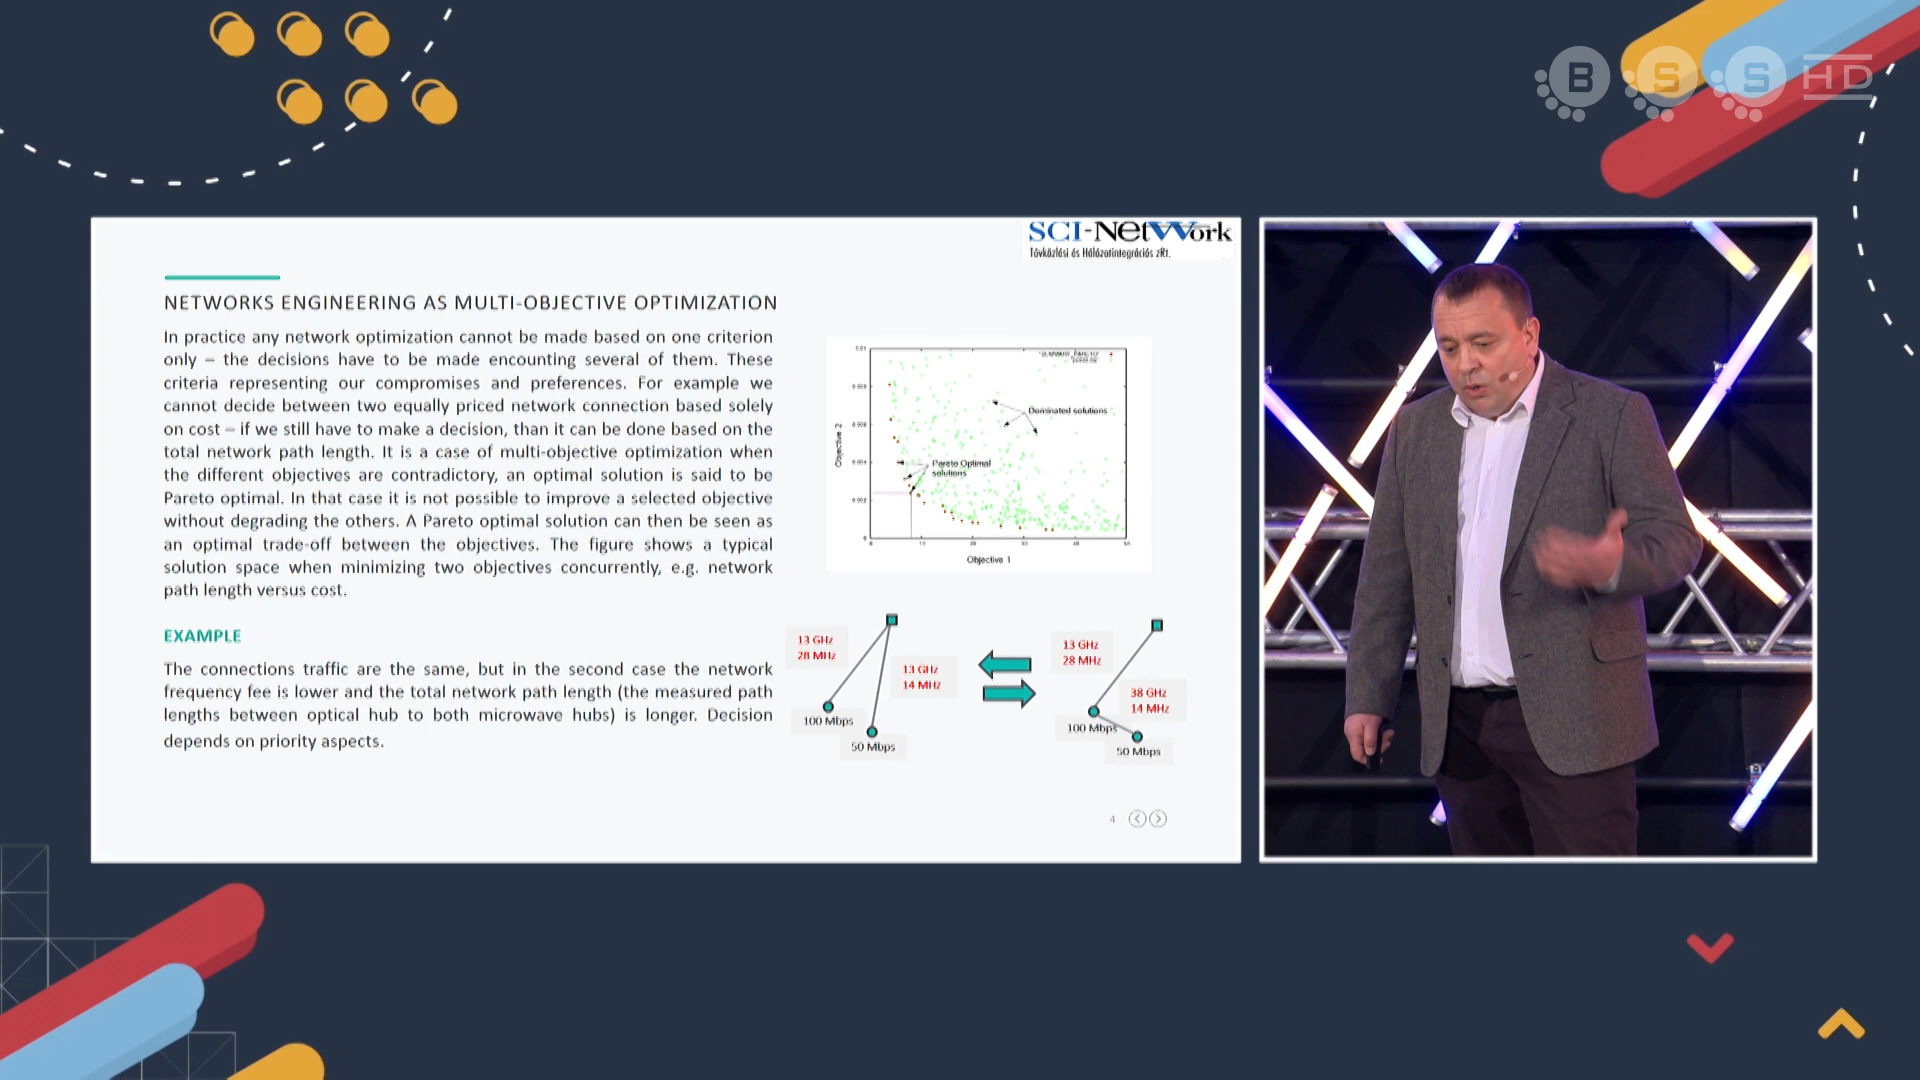 B S S HD
SCI-NetWork
Távközlési és Hálózatintegrációs zRt.
NETWORKS ENGINEERING AS MULTI-OBJECTIVE OPTIMIZATION
In practice any network optimization cannot be made based on one criterion
only – the decisions have to be made encounting several of them. These
criteria representing our compromises and preferences. For example we
cannot decide between two equally priced network connection based solely
on cost – if we still have to make a decision, than it can be done based on the
total network path length. It is a case of multi-objective optimization when
the different objectives are contradictory, an optimal solution is said to be
Pareto optimal. In that case it is not possible to improve a selected objective
without degrading the others. A Pareto optimal solution can then be seen as
an optimal trade-off between the objectives. The figure shows a typical
solution space when minimizing two objectives concurrently, e.g. network
path length versus cost.
EXAMPLE
The connections traffic are the same, but in the second case the network
frequency fee is lower and the total network path length (the measured path
lengths between optical hub to both microwave hubs) is longer. Decision
depends on priority aspects.
Dominated solutions
Pareto Optimal
solutions
Objective 2
Objective 1
13 GHz
28 MHz
13 GHz
14 MHz
100 Mbps
50 Mbps
13 GHz
28 MHz
38 GHz
14 MHz
100 Mbps
50 Mbps
4